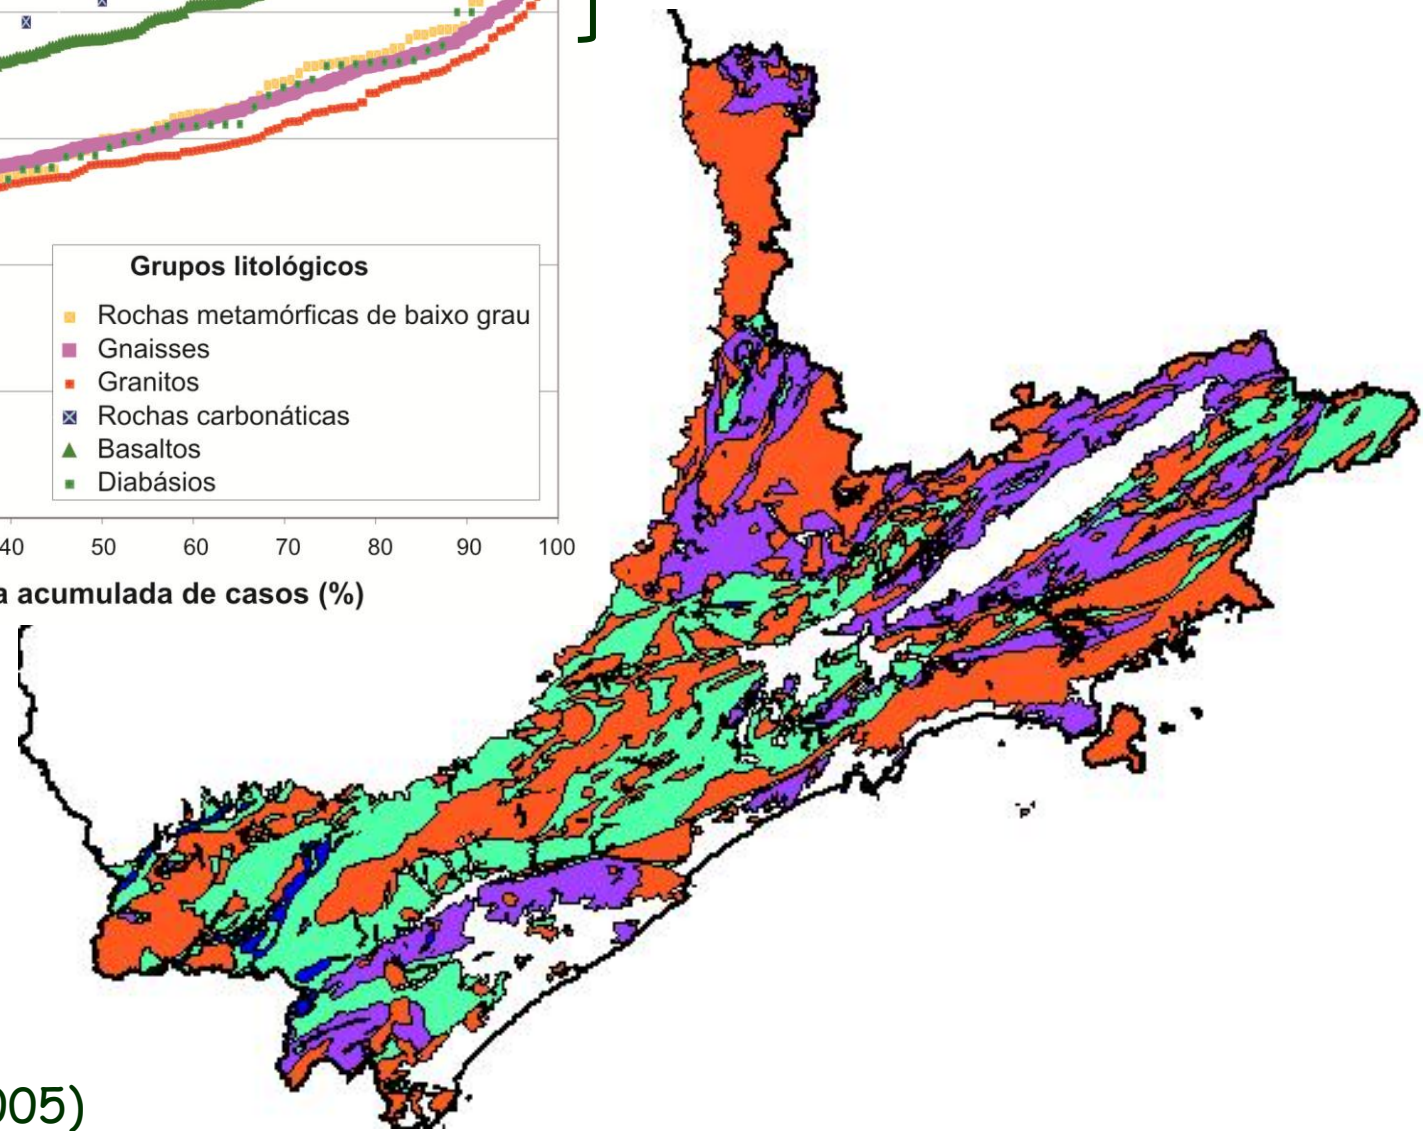 ]
Grupos litológicos
Rochas metamórficas de baixo grau
Gnaisses
Granitos
Rochas carbonáticas
Basaltos
Diabásios
40 50 60 70 80 90 100
a acumulada de casos (%)
005)